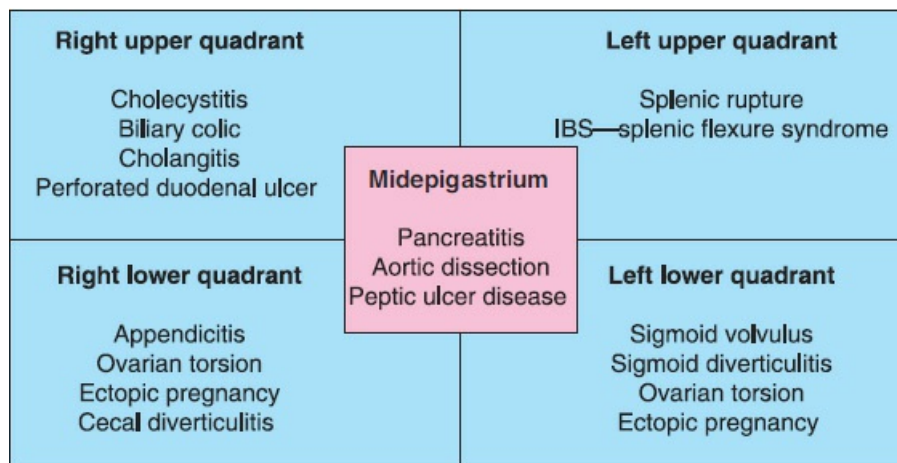 Right upper quadrant
Cholecystitis
Biliary colic
Cholangitis
Perforated duodenal ulcer
Left upper quadrant
Splenic rupture
IBS—splenic flexure syndrome
Midepigastrium
Pancreatitis
Aortic dissection
Peptic ulcer disease
Right lower quadrant
Appendicitis
Ovarian torsion
Ectopic pregnancy
Cecal diverticulitis
Left lower quadrant
Sigmoid volvulus
Sigmoid diverticulitis
Ovarian torsion
Ectopic pregnancy